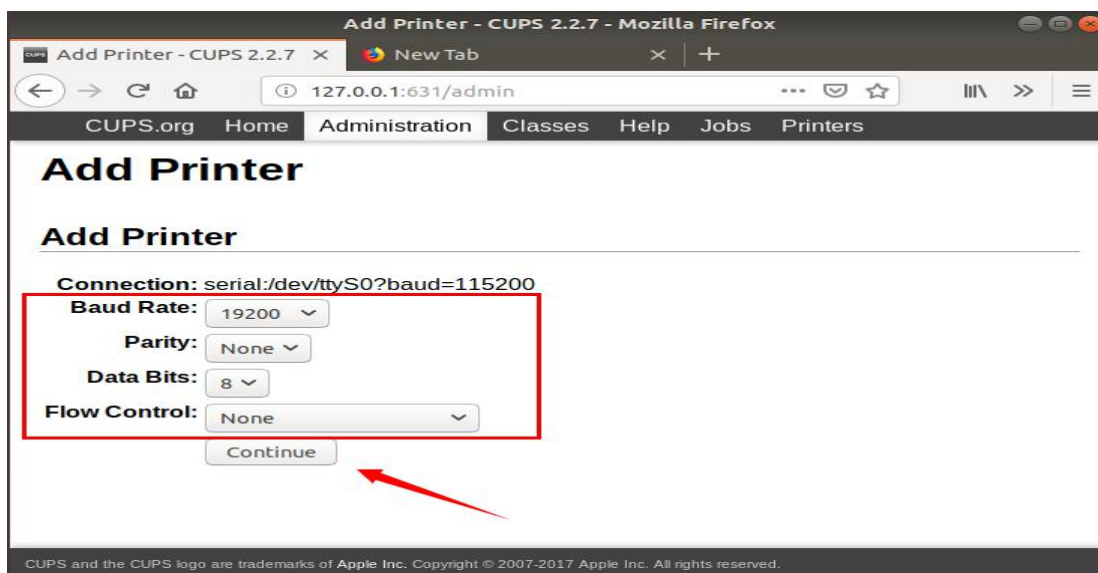 Add Printer - CUPS 2.2.7 - Mozilla Firefox
CUPS Add Printer - CUPS 2.2.7 × New Tab × +
127.0.0.1:631/admin
CUPS.org Home Administration Classes Help Jobs Printers
Add Printer
Add Printer
Connection: serial:/dev/ttyS0?baud=115200
Baud Rate: 19200
Parity: None
Data Bits: 8
Flow Control: None
Continue
CUPS and the CUPS logo are trademarks of Apple Inc. Copyright © 2007-2017 Apple Inc. All rights reserved.